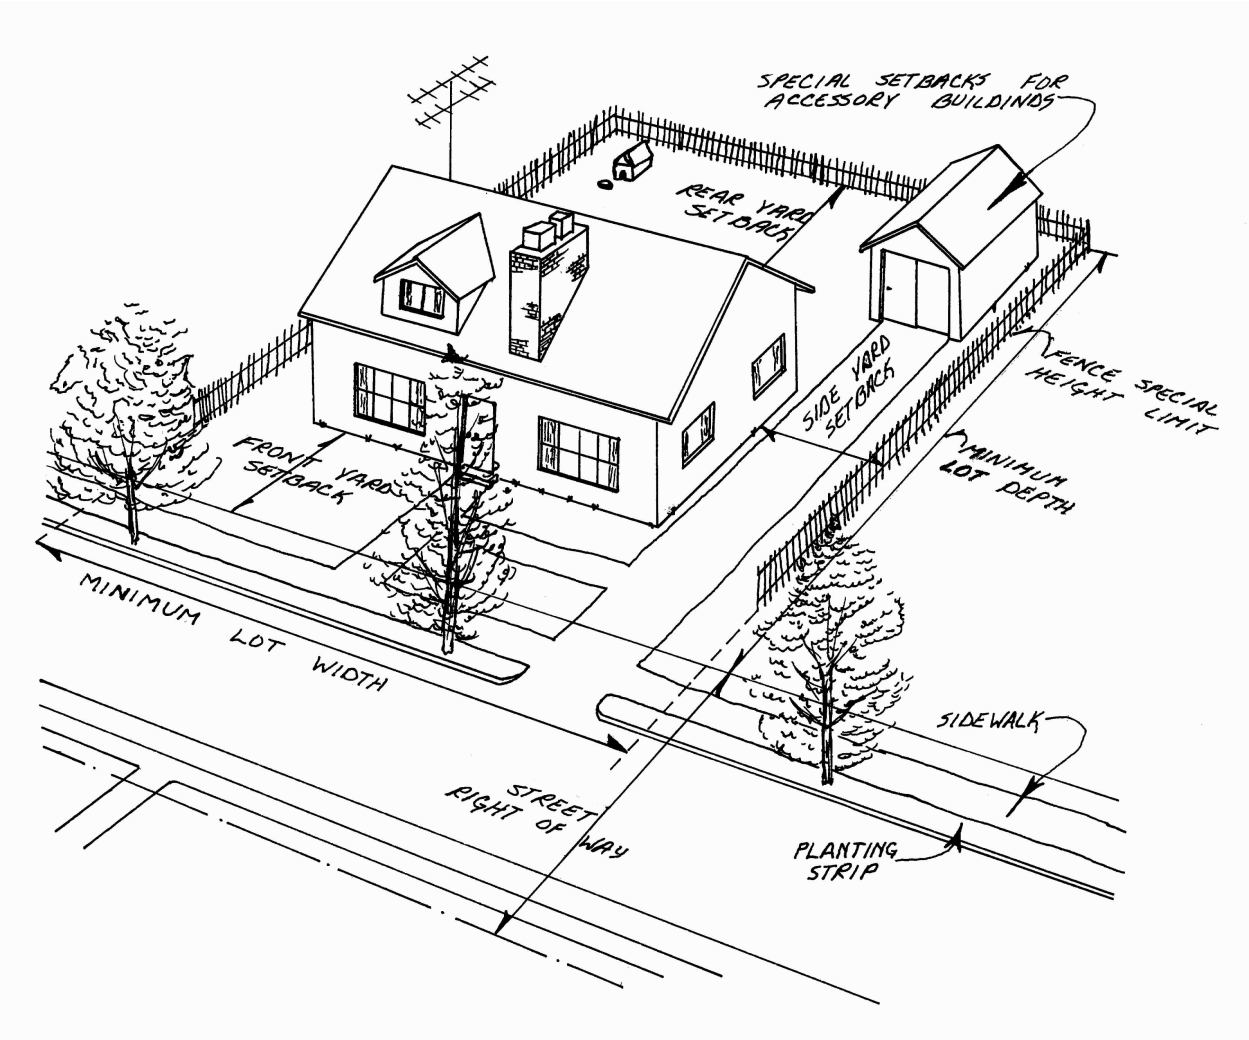 SPECIAL SETBACKS FOR
ACCESSORY BUILDINDS
REAR YARD
SETBACK
SIDE YARD
SETBACK
FENCE SPECIAL
HEIGHT LIMIT
MINIMUM
LOT DEPTH
FRONT YARD
SETBACK
MINIMUM LOT WIDTH
SIDEWALK
STREET
RIGHT OF WAY
PLANTING
STRIP